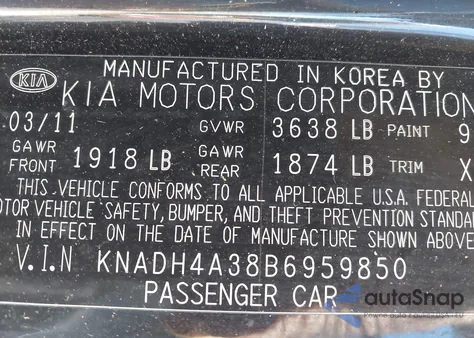 KIA
MANUFACTURED IN KOREA BY
KIA MOTORS CORPORATION
03/11 GVWR 3638 LB PAINT 9
GAWR FRONT 1918 LB GAWR REAR 1874 LB TRIM X
THIS VEHICLE CONFORMS TO ALL APPLICABLE U.S.A. FEDERAL
OTOR VEHICLE SAFETY, BUMPER, AND THEFT PREVENTION STANDA
IN EFFECT ON THE DATE OF MANUFACTURE SHOWN ABOVE
V.I.N KNADH4A38B6959850
PASSENGER CAR
autoSnap